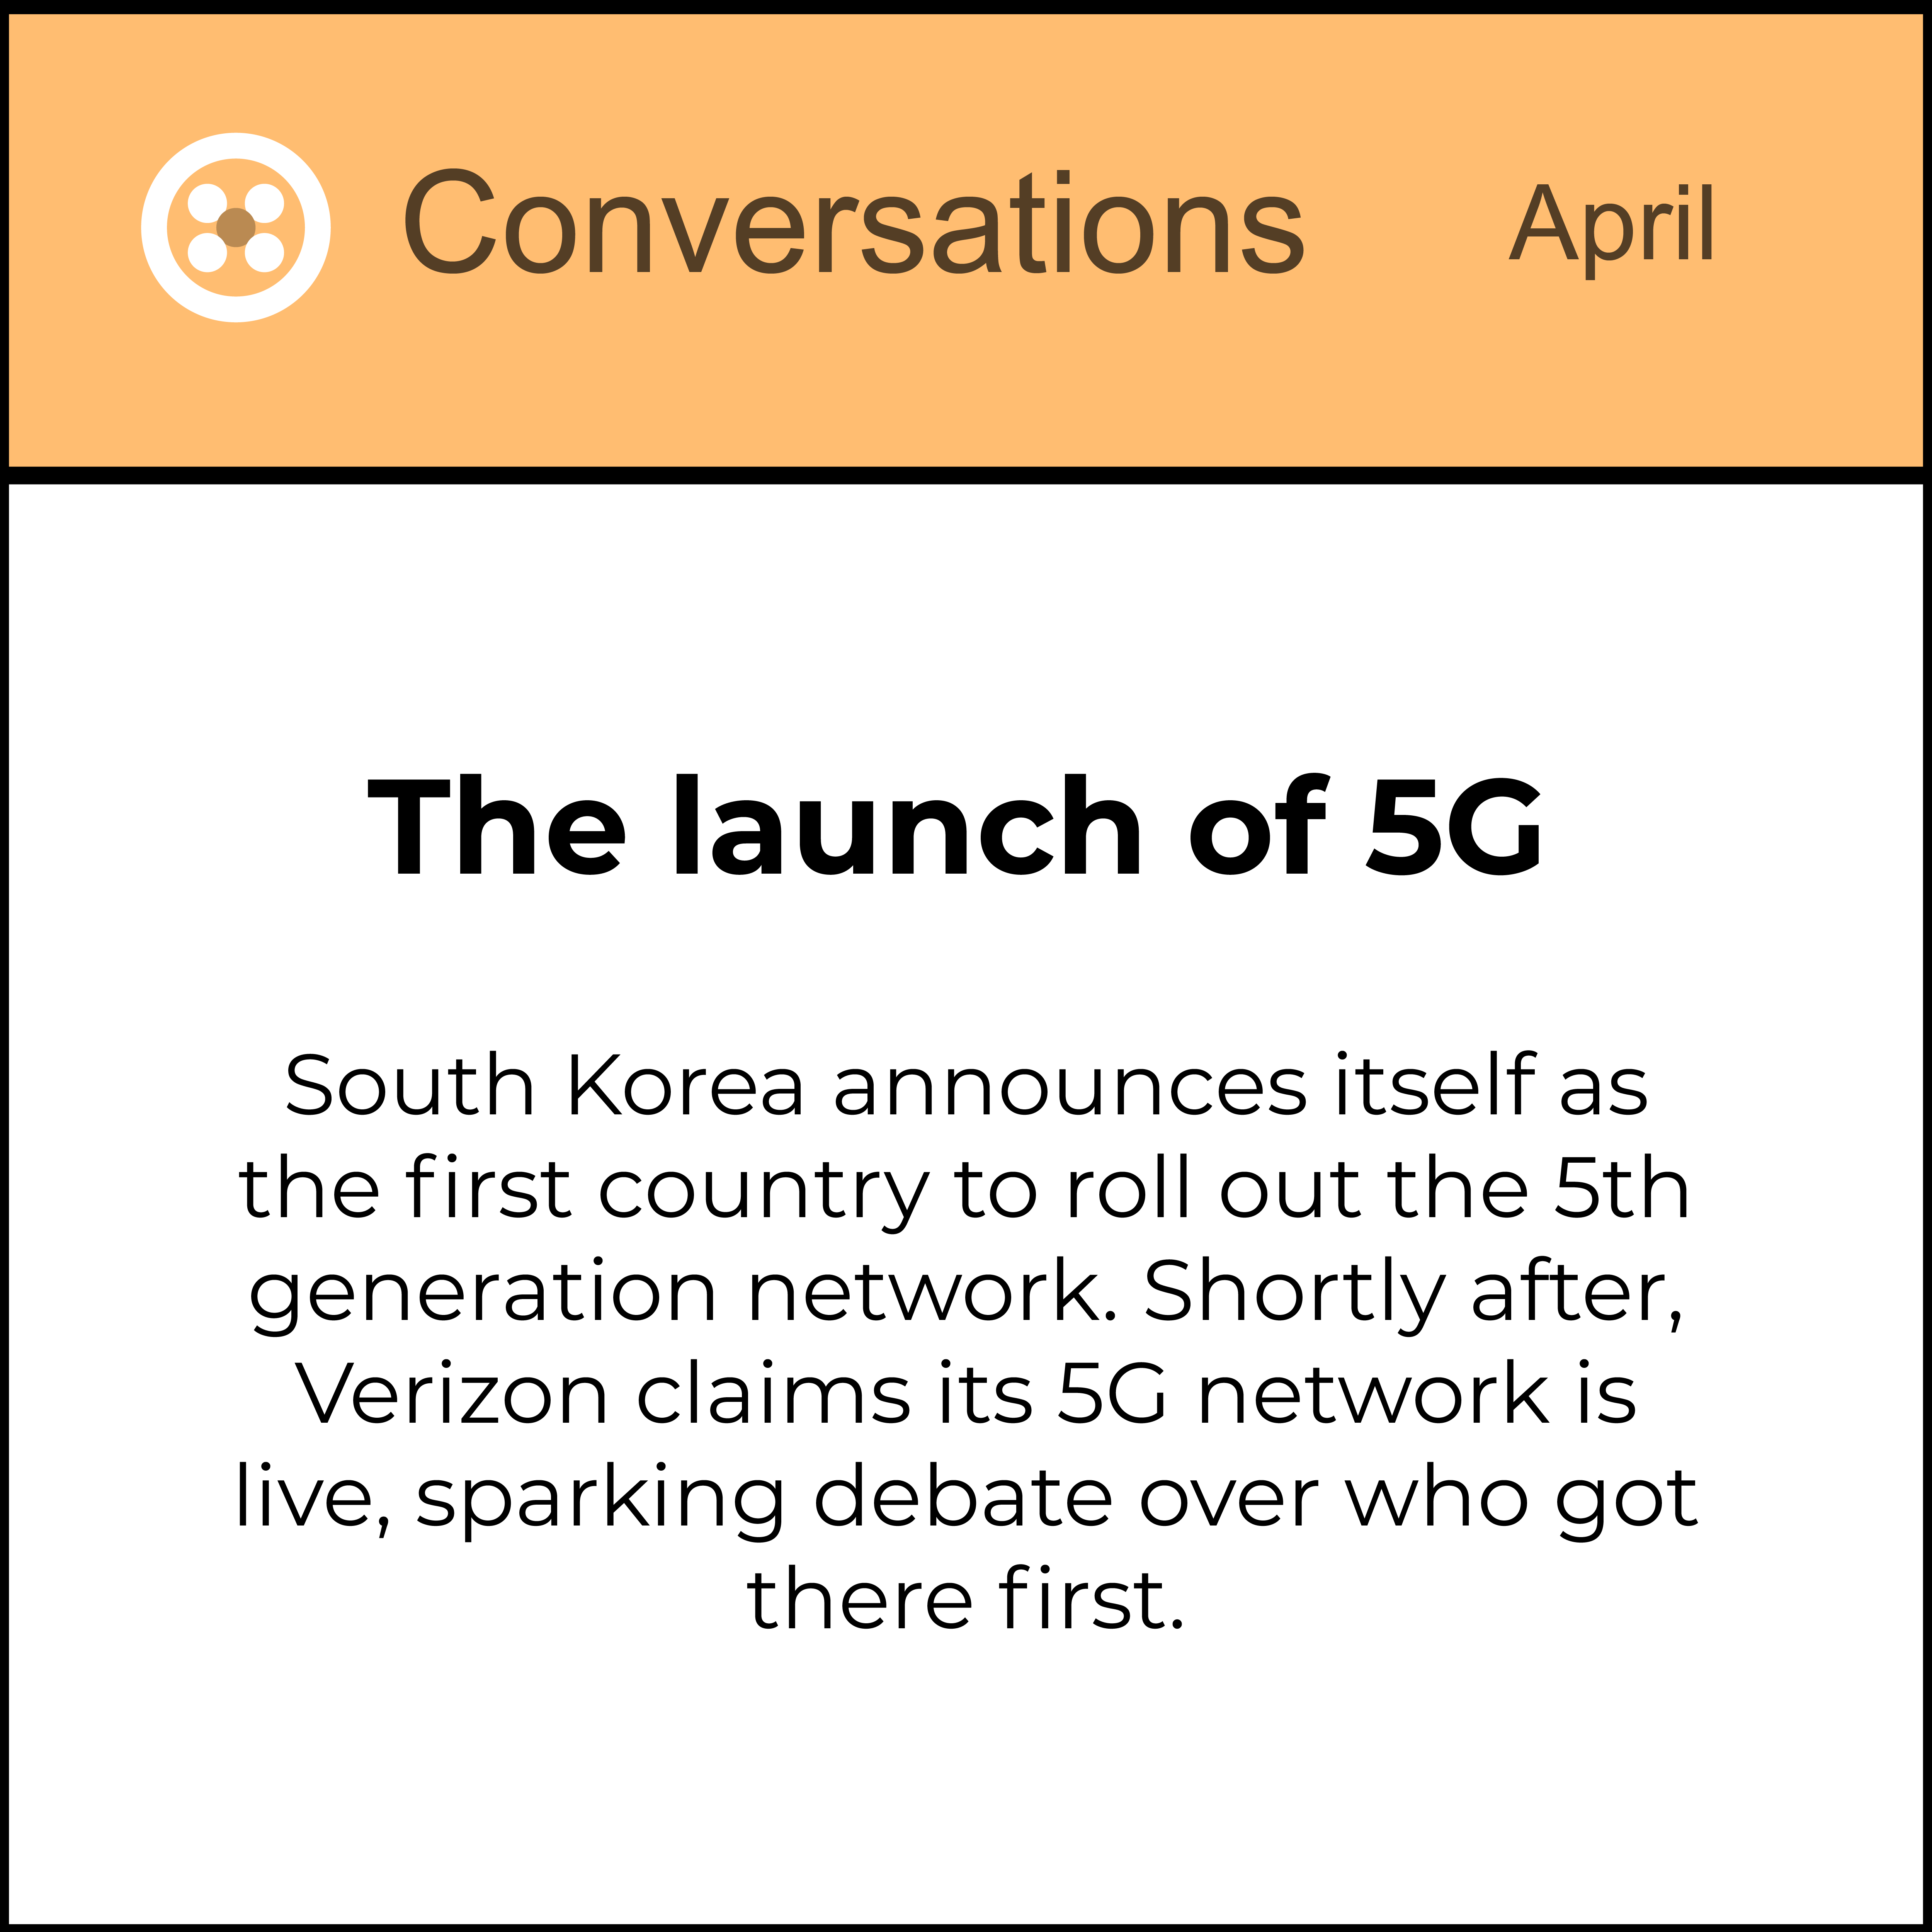 Conversations
April
The launch of 5G
South Korea announces itself as
the first country to roll out the 5th
generation network. Shortly after,
Verizon claims its 5G network is
live, sparking debate over who got
there first.